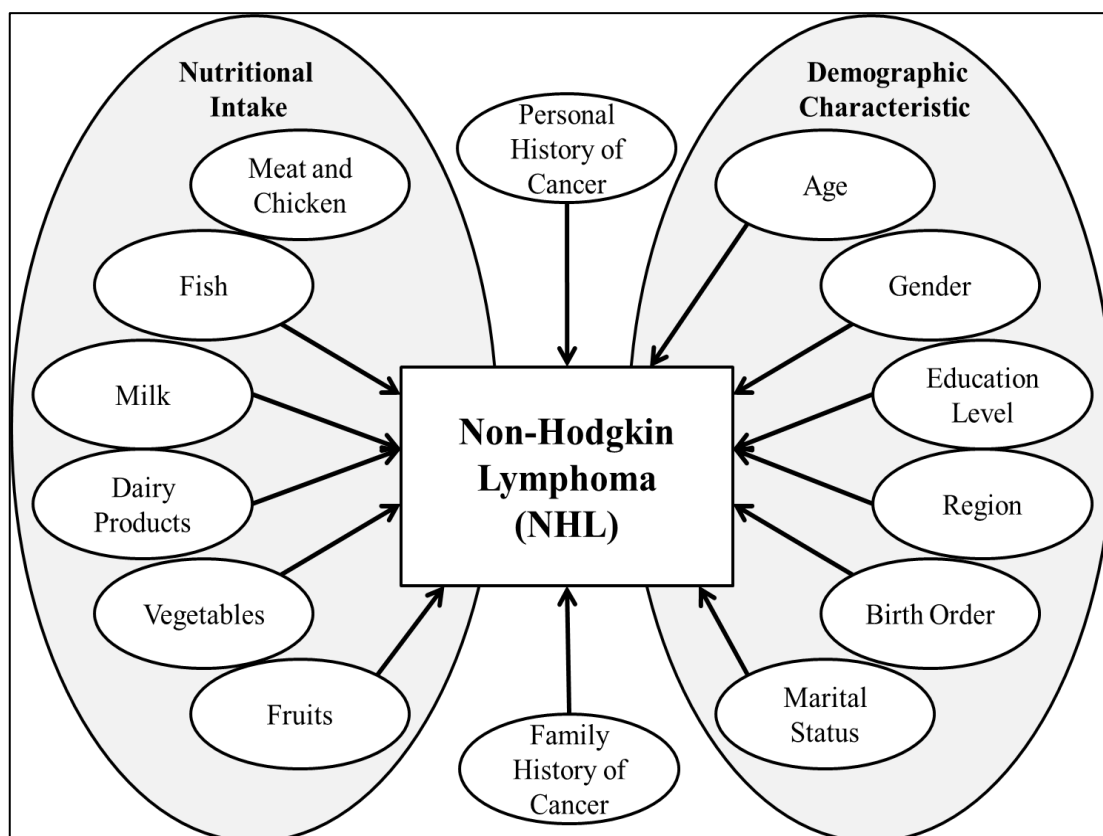 Nutritional
Intake
Meat and
Chicken
Fish
Milk
Dairy
Products
Vegetables
Fruits
Personal
History of
Cancer
Non-Hodgkin
Lymphoma
(NHL)
Family
History of
Cancer
Demographic
Characteristic
Age
Gender
Education
Level
Region
Birth Order
Marital
Status